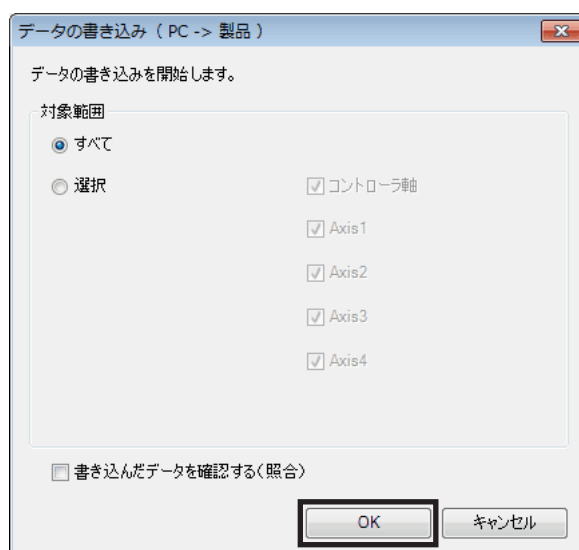 データの書き込み（ PC -> 製品 ）
データの書き込みを開始します。
対象範囲
すべて
選択
コントローラ軸
Axis1
Axis2
Axis3
Axis4
書き込んだデータを確認する(照合)
OK
キャンセル